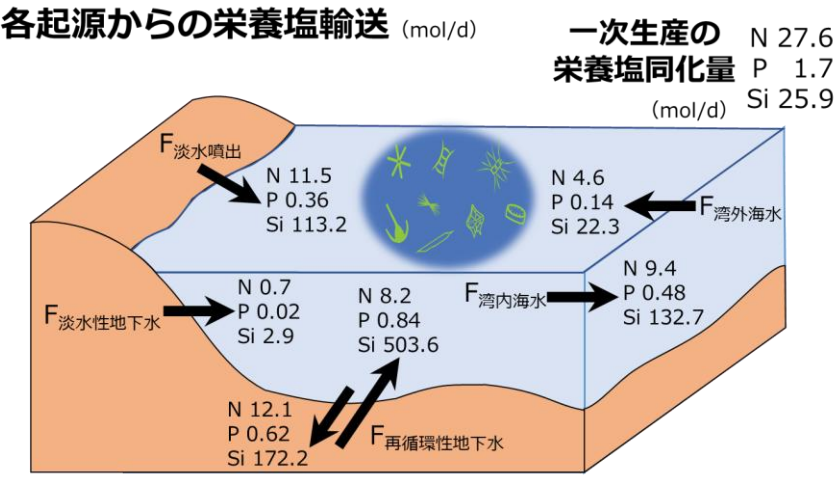 各起源からの栄養塩輸送（mol/d）
一次生産の
栄養塩同化量
（mol/d）
N 27.6
P 1.7
Si 25.9
F淡水噴出
N 11.5
P 0.36
Si 113.2
N 4.6
P 0.14
Si 22.3
F湾外海水
F淡水性地下水
N 0.7
P 0.02
Si 2.9
N 8.2
P 0.84
Si 503.6
F湾内海水
N 9.4
P 0.48
Si 132.7
N 12.1
P 0.62
Si 172.2
F再循環性地下水